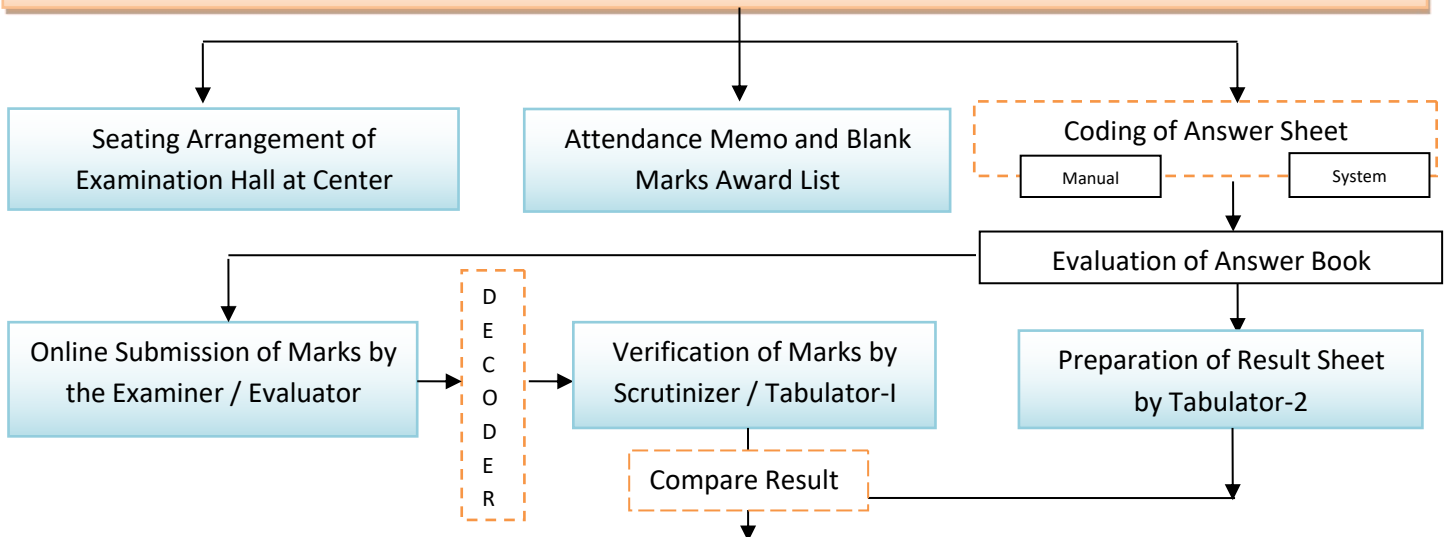 Seating Arrangement of
Examination Hall at Center
Attendance Memo and Blank
Marks Award List
Coding of Answer Sheet
Manual
System
Evaluation of Answer Book
Online Submission of Marks by
the Examiner / Evaluator
D
E
C
O
D
E
R
Verification of Marks by
Scrutinizer / Tabulator-I
Preparation of Result Sheet
by Tabulator-2
Compare Result